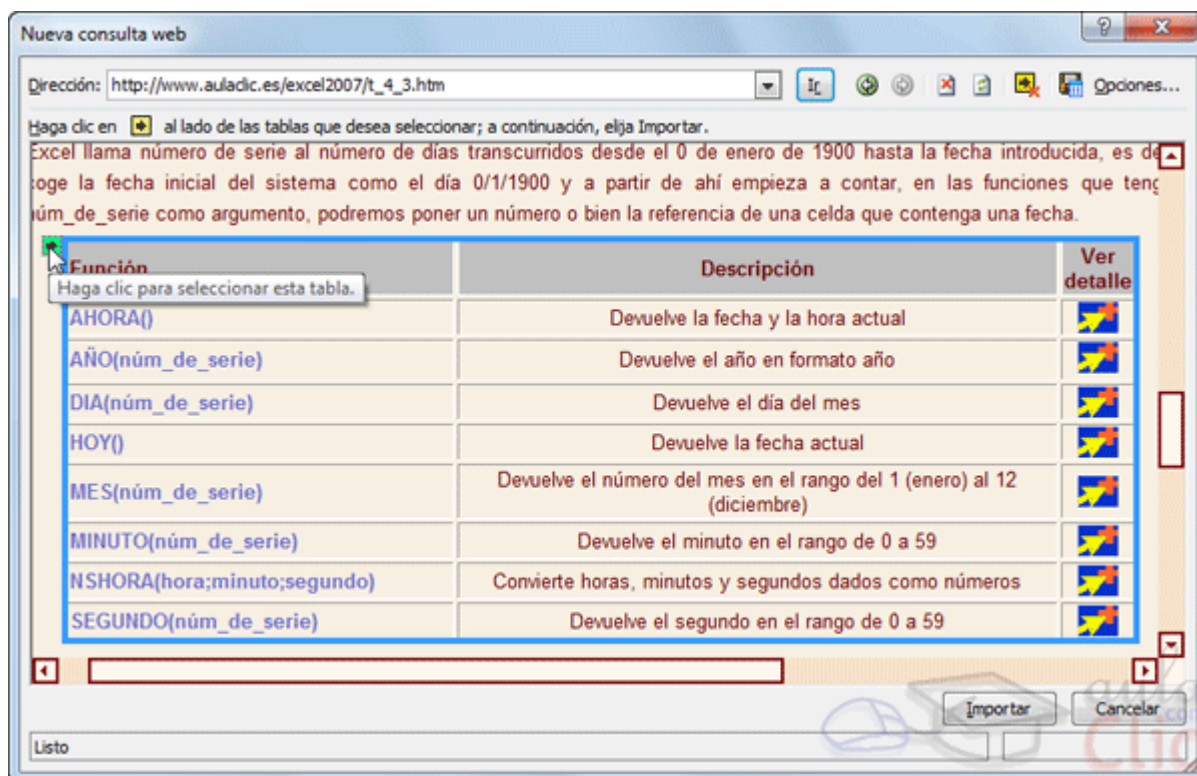 Nueva consulta web
Dirección: http://www.auladic.es/excel2007/t_4_3.htm Ir Opciones...
Haga clic en al lado de las tablas que desea seleccionar; a continuación, elija Importar.
Excel llama número de serie al número de días transcurridos desde el 0 de enero de 1900 hasta la fecha introducida, es de
coge la fecha inicial del sistema como el día 0/1/1900 y a partir de ahí empieza a contar, en las funciones que teng
núm_de_serie como argumento, podremos poner un número o bien la referencia de una celda que contenga una fecha.
Función Descripción Ver detalle
Haga clic para seleccionar esta tabla.
AHORA() Devuelve la fecha y la hora actual
AÑO(núm_de_serie) Devuelve el año en formato año
DIA(núm_de_serie) Devuelve el día del mes
HOY() Devuelve la fecha actual
MES(núm_de_serie) Devuelve el número del mes en el rango del 1 (enero) al 12
(diciembre)
MINUTO(núm_de_serie) Devuelve el minuto en el rango de 0 a 59
NSHORA(hora;minuto;segundo) Convierte horas, minutos y segundos dados como números
SEGUNDO(núm_de_serie) Devuelve el segundo en el rango de 0 a 59
Importar Cancelar
Listo